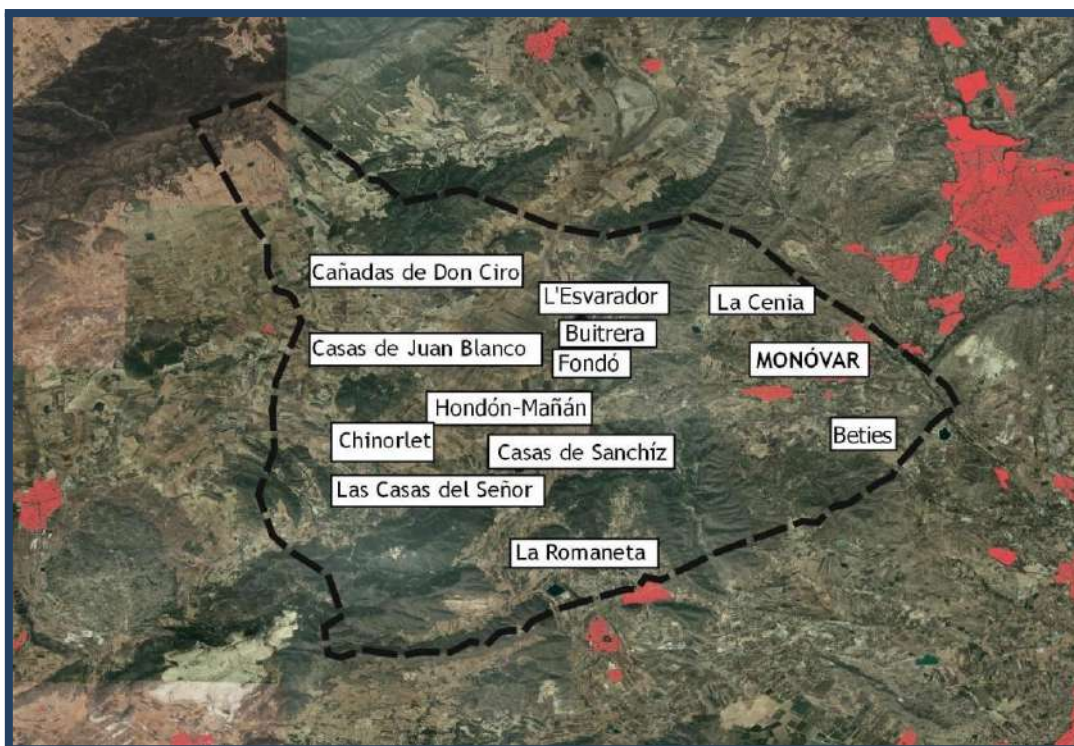 Cañadas de Don Ciro
L'Esvarador
La Cenia
Buitrera
Casas de Juan Blanco
Fondó
MONÓVAR
Hondón-Mañán
Chinorlet
Beties
Casas de Sanchíz
Las Casas del Señor
La Romaneta